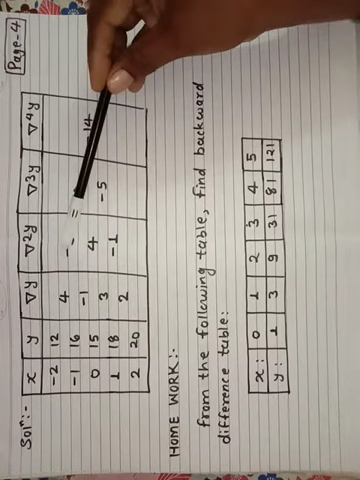 Page-4
Solⁿ:-
x y ∇y ∇²y ∇³y ∇⁴y
-2 12
4
-1 16
-1
0 15 4 -14
3 -5
1 18 -1
2
2 20
HOME WORK:-
from the following table, find backward
difference table:
x: 0 1 2 3 4 5
y: 1 3 9 31 81 121